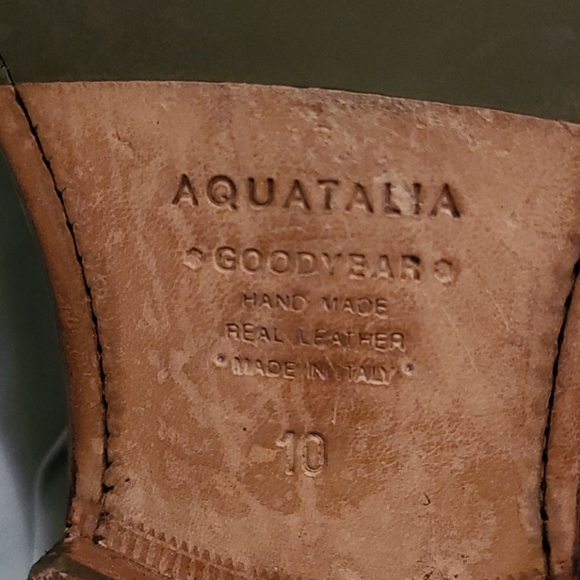 AQUATALIA
GOODYEAR
HAND MADE
REAL LEATHER
• MADE IN ITALY •
10